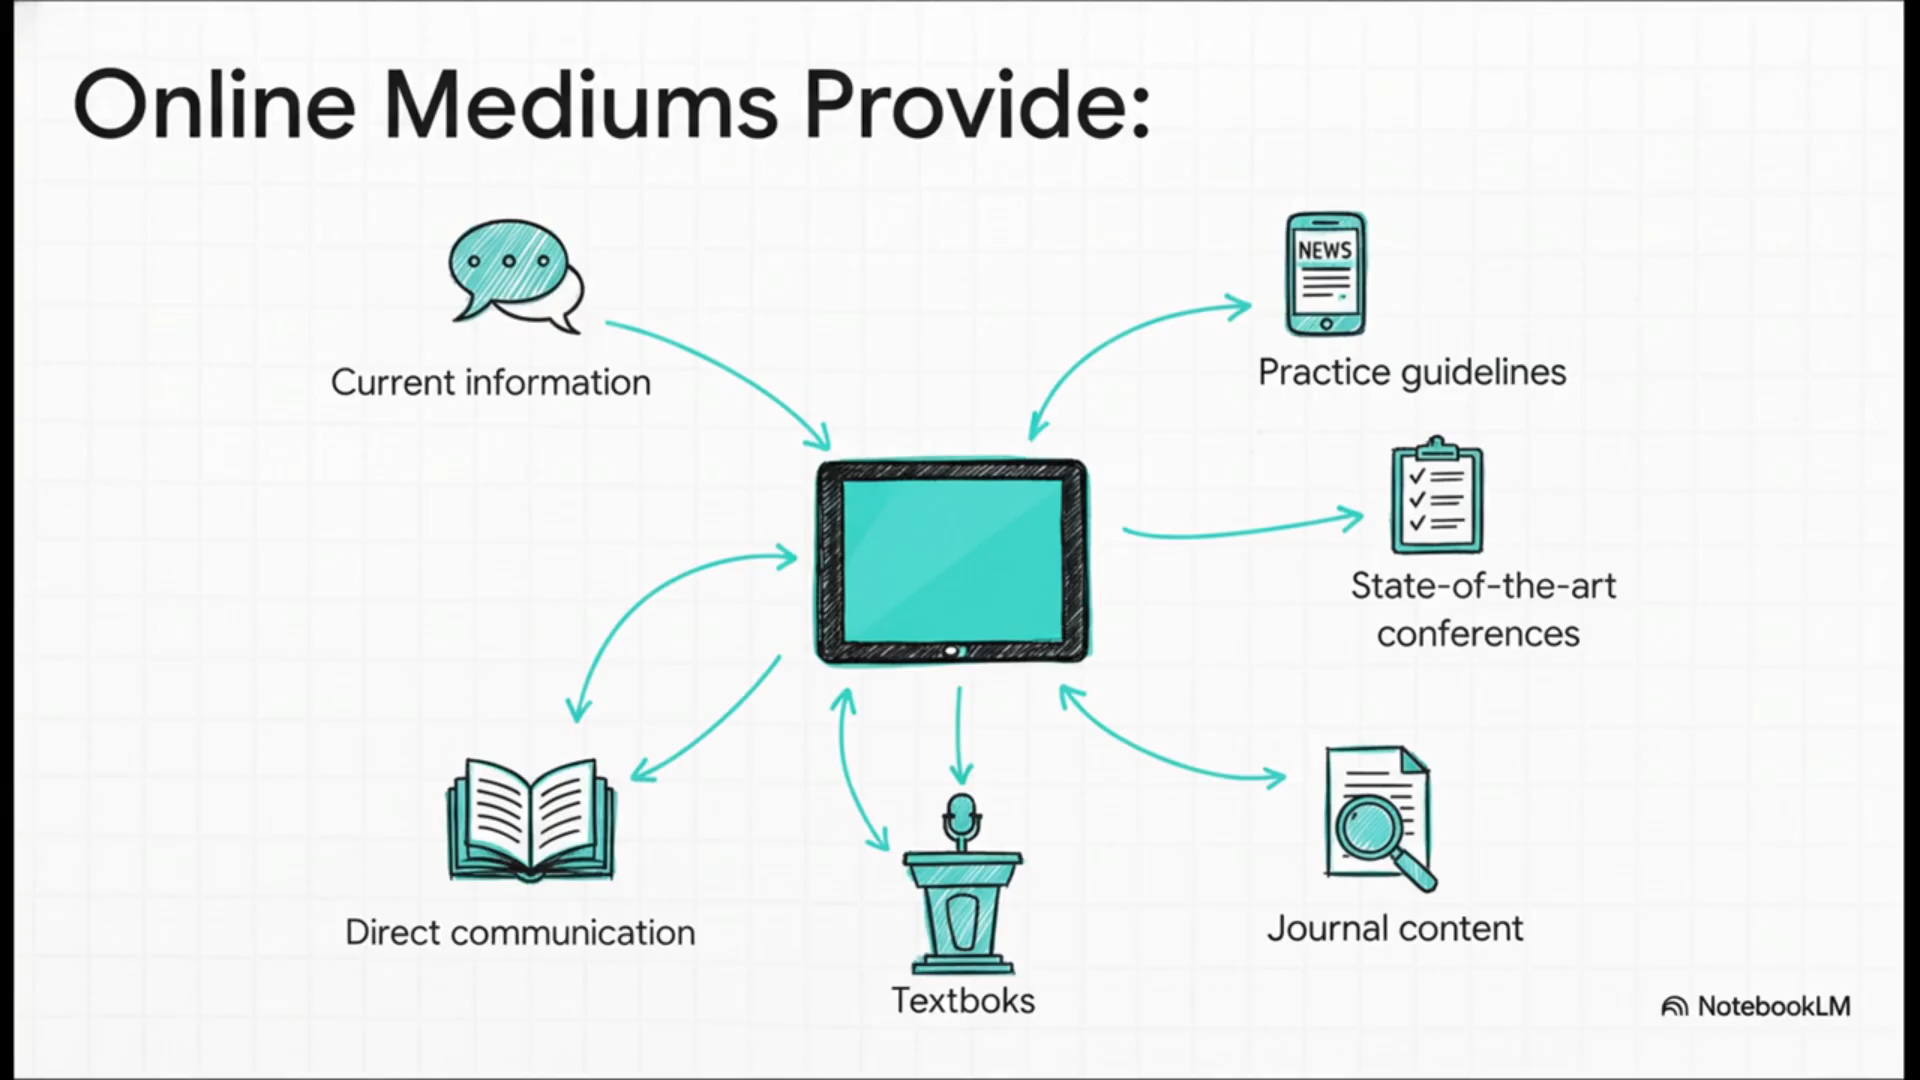 Online Mediums Provide:
NEWS
Current information
Practice guidelines
State-of-the-art
conferences
Direct communication
Textboks
Journal content
NotebookLM